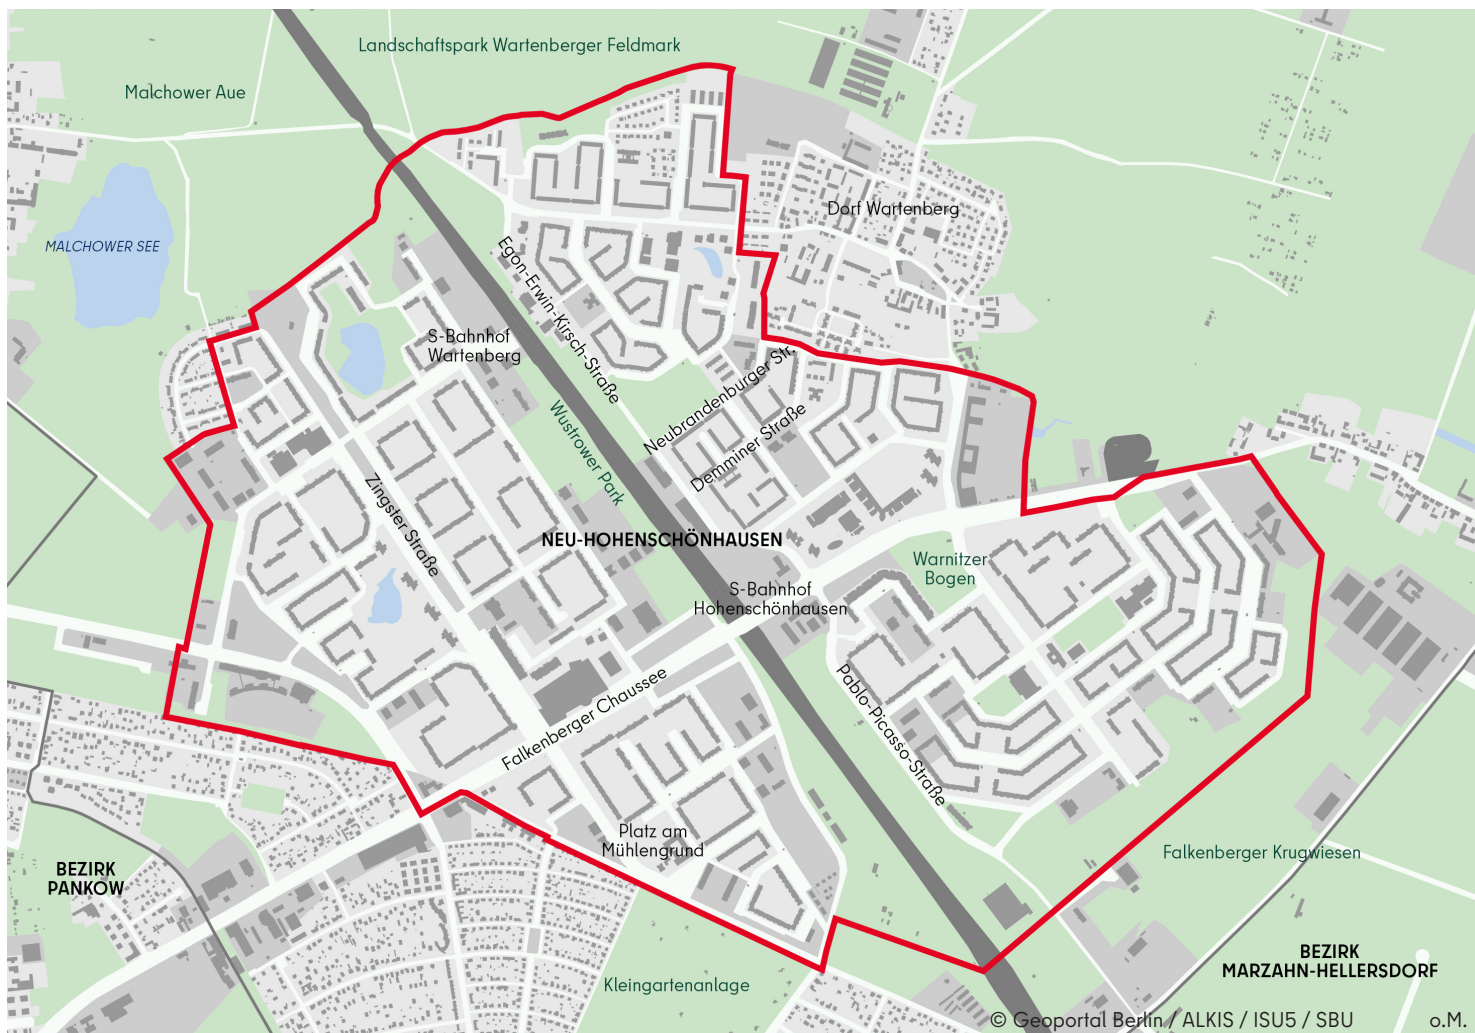 Landschaftspark Wartenberger Feldmark
Malchower Aue
Dorf Wartenberg
MALCHOWER SEE
Egon-Erwin-Kirsch-Straße
S-Bahnhof
Wartenberg
Neubrandenburger Str.
Demminer Straße
Wustrower Park
Zingster Straße
NEU-HOHENSCHÖNHAUSEN
Warnitzer
Bogen
S-Bahnhof
Hohenschönhausen
Pablo-Picasso-Straße
Falkenberger Chaussee
Platz am
Mühlengrund
Falkenberger Krugwiesen
BEZIRK
PANKOW
BEZIRK
MARZAHN-HELLERSDORF
Kleingartenanlage
© Geoportal Berlin / ALKIS / ISU5 / SBU
o.M.